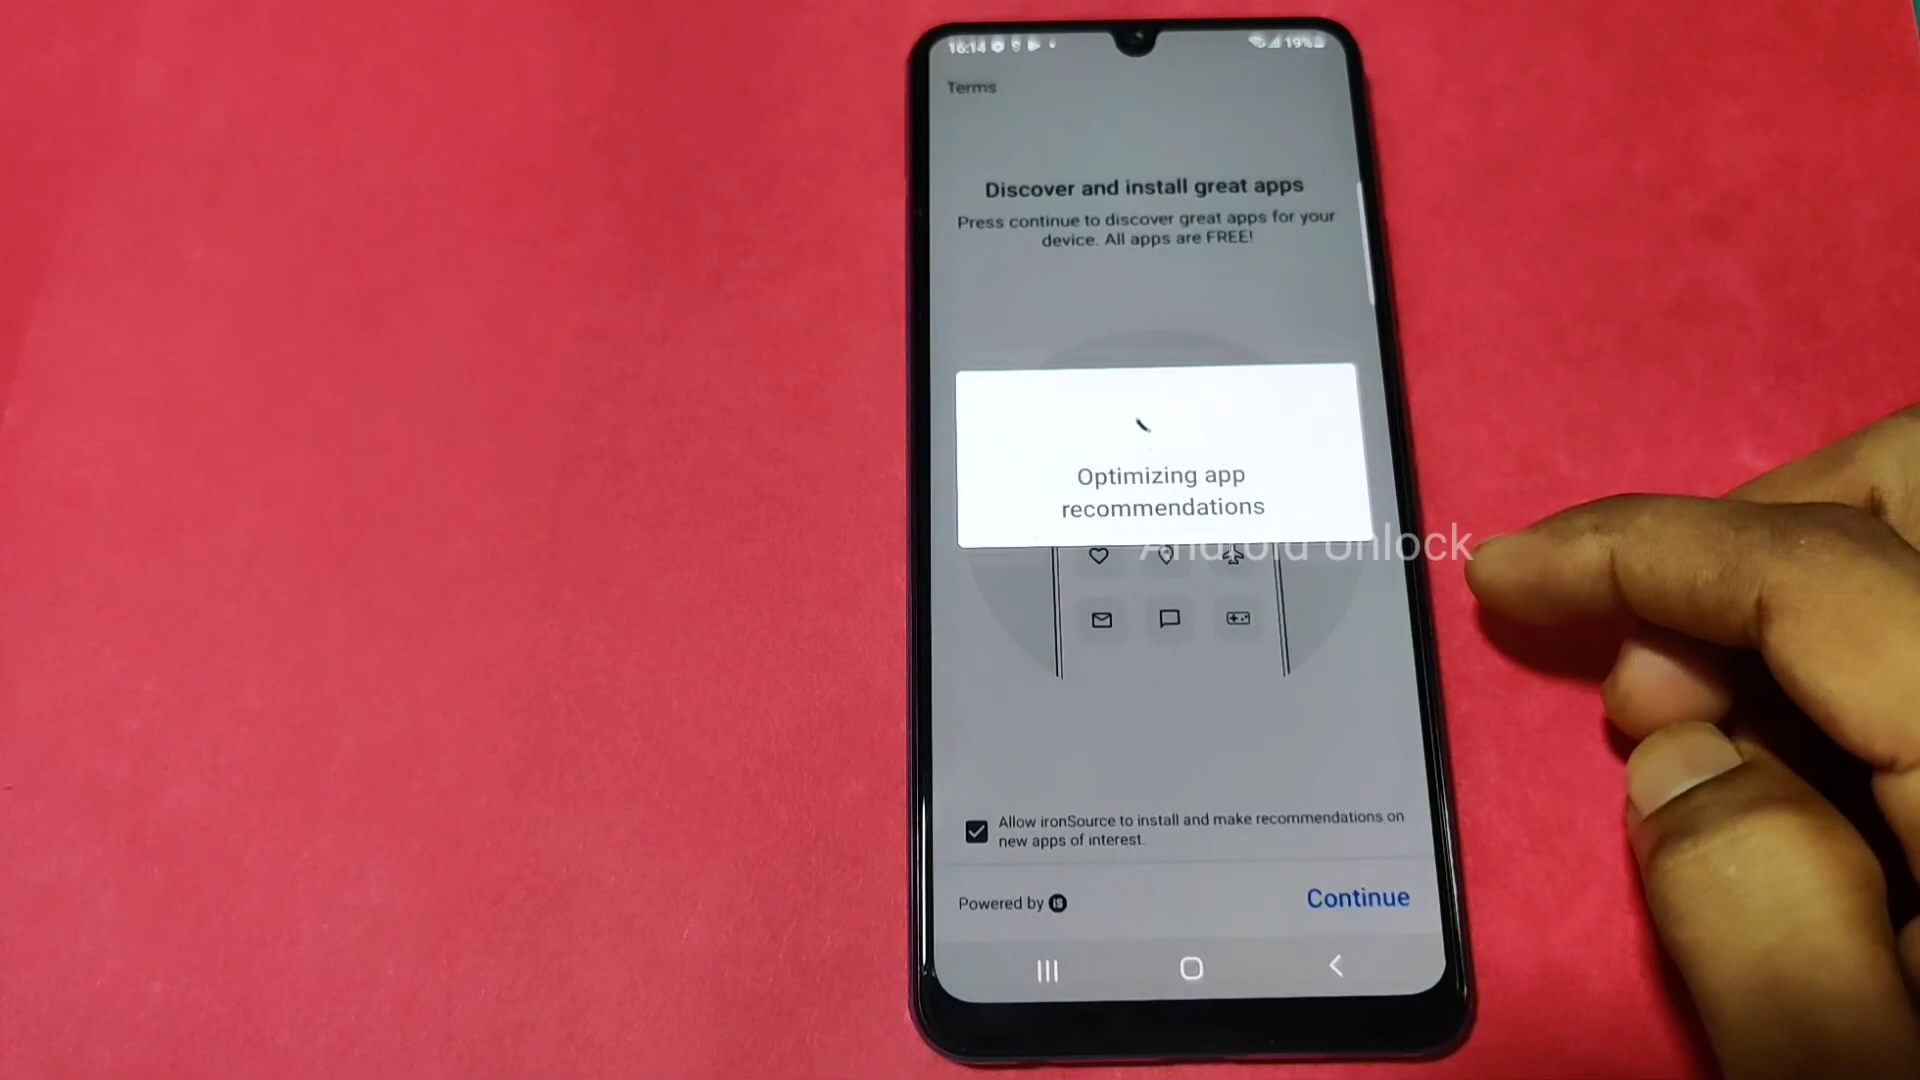 16:14
19%
Terms
Discover and install great apps
Press continue to discover great apps for your
device. All apps are FREE!
Optimizing app
recommendations
Android Unlock
Allow ironSource to install and make recommendations on
new apps of interest.
Powered by iS
Continue